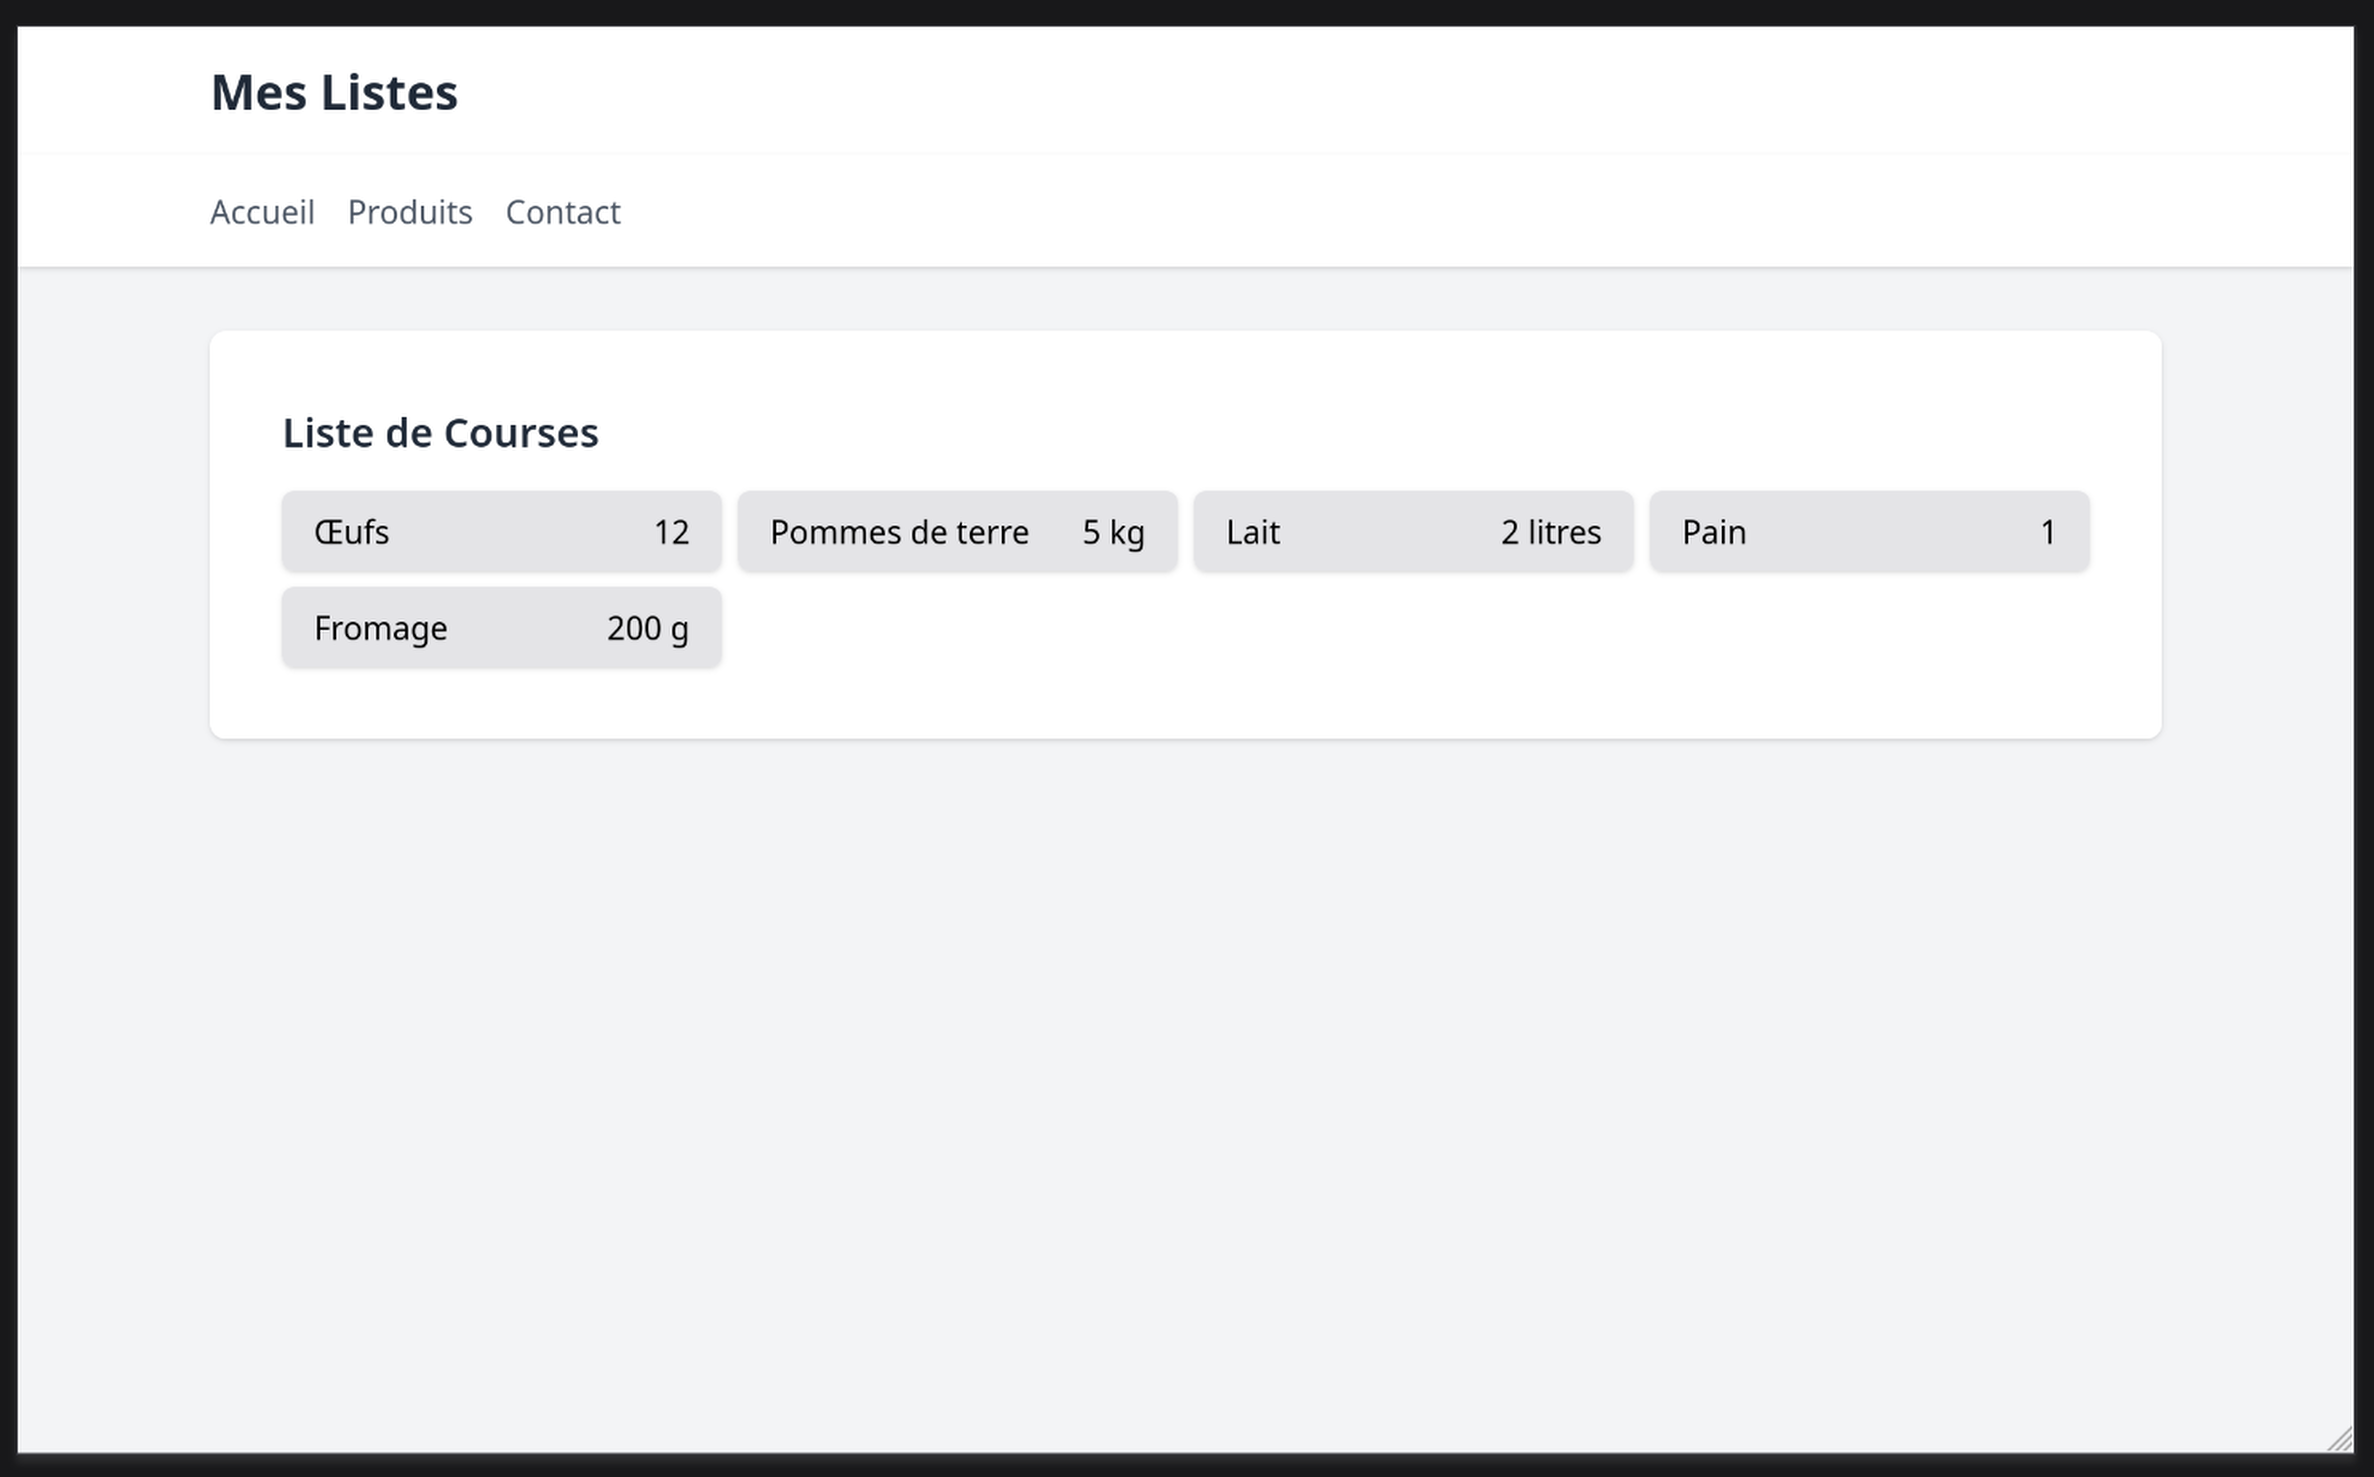 Mes Listes
Accueil Produits Contact
Liste de Courses
Œufs 12 Pommes de terre 5 kg Lait 2 litres Pain 1
Fromage 200 g